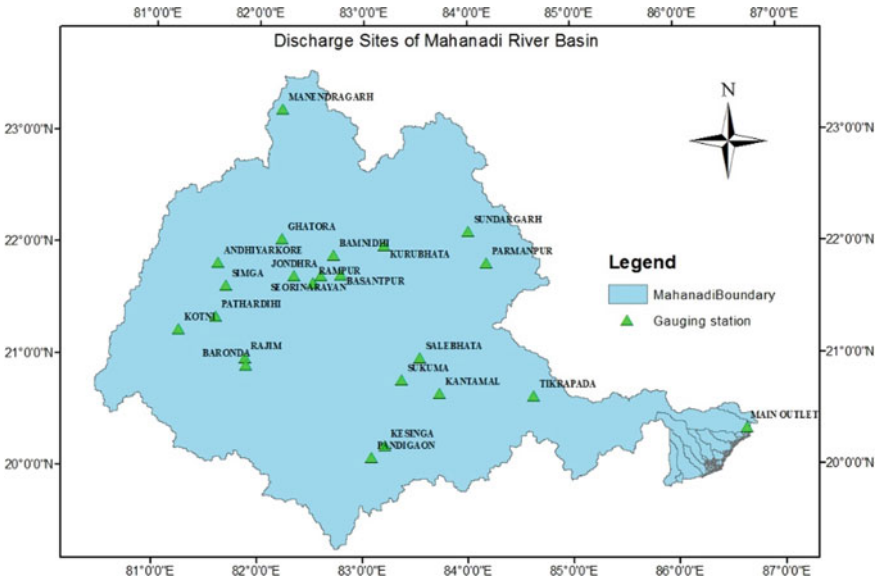 81°0'0"E 82°0'0"E 83°0'0"E 84°0'0"E 85°0'0"E 86°0'0"E 87°0'0"E
Discharge Sites of Mahanadi River Basin
MANENDRAGARH
N
23°0'0"N 23°0'0"N
SUNDARGARH
GHATORA
22°0'0"N 22°0'0"N
BAMNIDHI
ANDHIYARKORE KURUBHATA PARMANPUR
JONDHRA RAMPUR
Legend
SIMGA BASANTPUR
SEORINARAYAN
MahanadiBoundary
PATHARDIHI
KOTNI
Gauging station
21°0'0"N 21°0'0"N
RAJIM SALEBHATA
BARONDA
SUKUMA
KANTAMAL TIKRAPADA
MAIN OUTLET
KESINGA
PANDIGAON
20°0'0"N 20°0'0"N
81°0'0"E 82°0'0"E 83°0'0"E 84°0'0"E 85°0'0"E 86°0'0"E 87°0'0"E